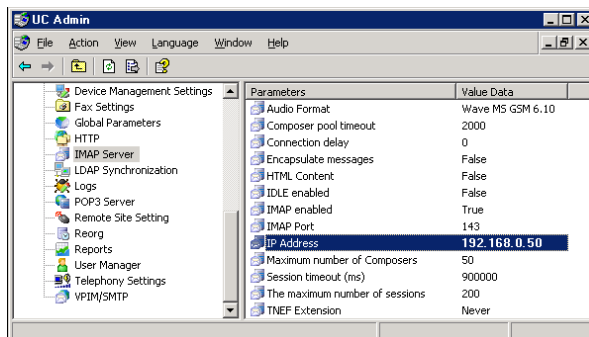 UC Admin
File Action View Language Window Help
Device Management Settings
Fax Settings
Global Parameters
HTTP
IMAP Server
LDAP Synchronization
Logs
POP3 Server
Remote Site Setting
Reorg
Reports
User Manager
Telephony Settings
VPIM/SMTP
Parameters Value Data
Audio Format Wave MS GSM 6.10
Composer pool timeout 2000
Connection delay 0
Encapsulate messages False
HTML Content False
IDLE enabled False
IMAP enabled True
IMAP Port 143
IP Address 192.168.0.50
Maximum number of Composers 50
Session timeout (ms) 900000
The maximum number of sessions 200
TNEF Extension Never